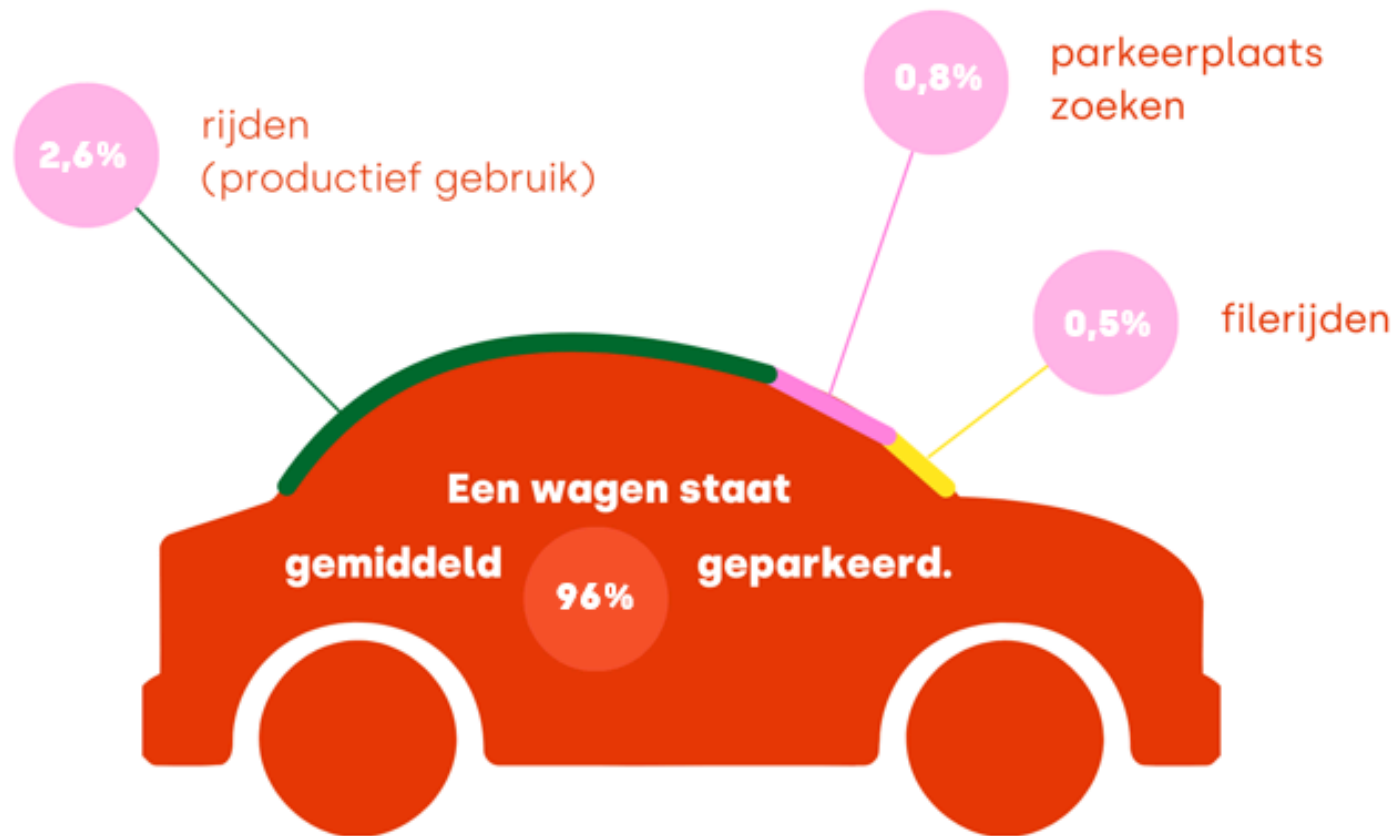 2,6%
rijden
(productief gebruik)
0,8%
parkeerplaats
zoeken
0,5%
filerijden
Een wagen staat
gemiddeld 96% geparkeerd.